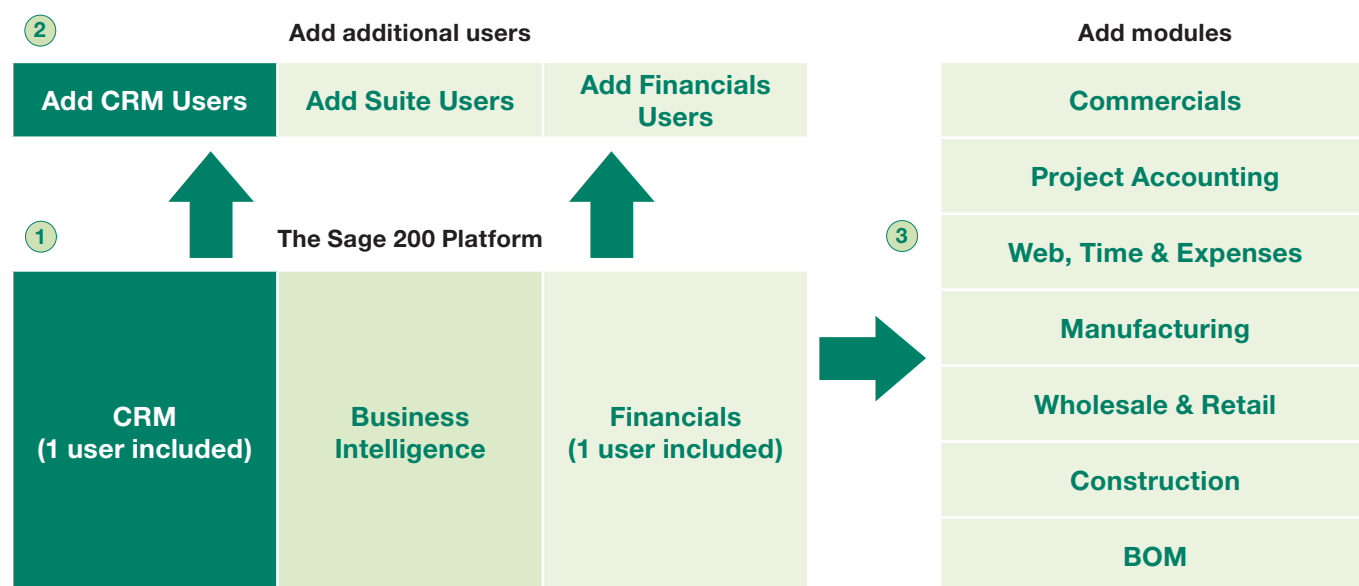 2
Add additional users
Add CRM Users
Add Suite Users
Add Financials
Users
1
The Sage 200 Platform
CRM
(1 user included)
Business
Intelligence
Financials
(1 user included)
3
Add modules
Commercials
Project Accounting
Web, Time & Expenses
Manufacturing
Wholesale & Retail
Construction
BOM